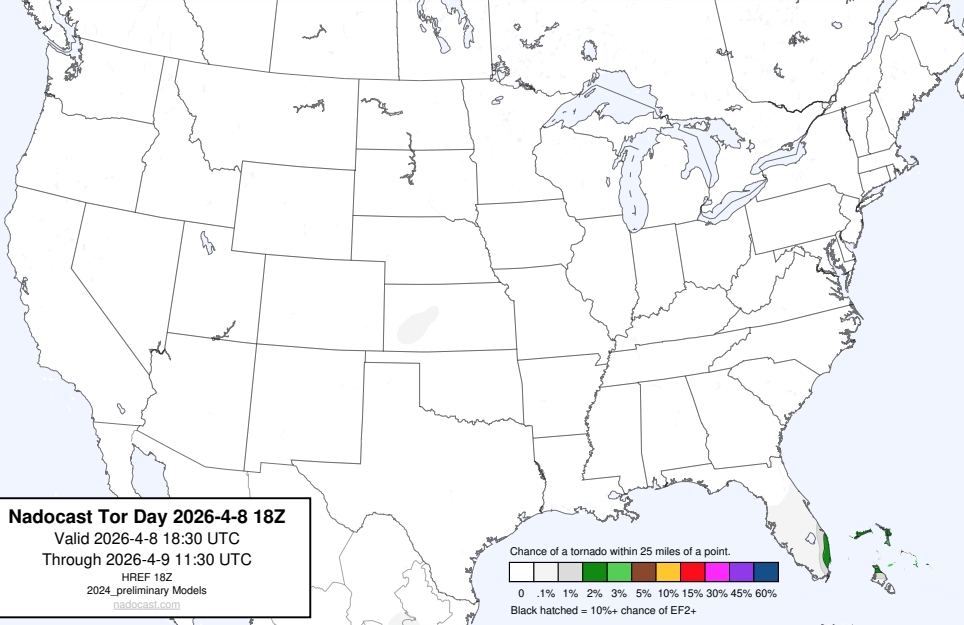 Nadocast Tor Day 2026-4-8 18Z
Valid 2026-4-8 18:30 UTC
Through 2026-4-9 11:30 UTC
HREF 18Z
2024_preliminary Models
nadocast.com
Chance of a tornado within 25 miles of a point.
0 .1% 1% 2% 3% 5% 10% 15% 30% 45% 60%
Black hatched = 10%+ chance of EF2+